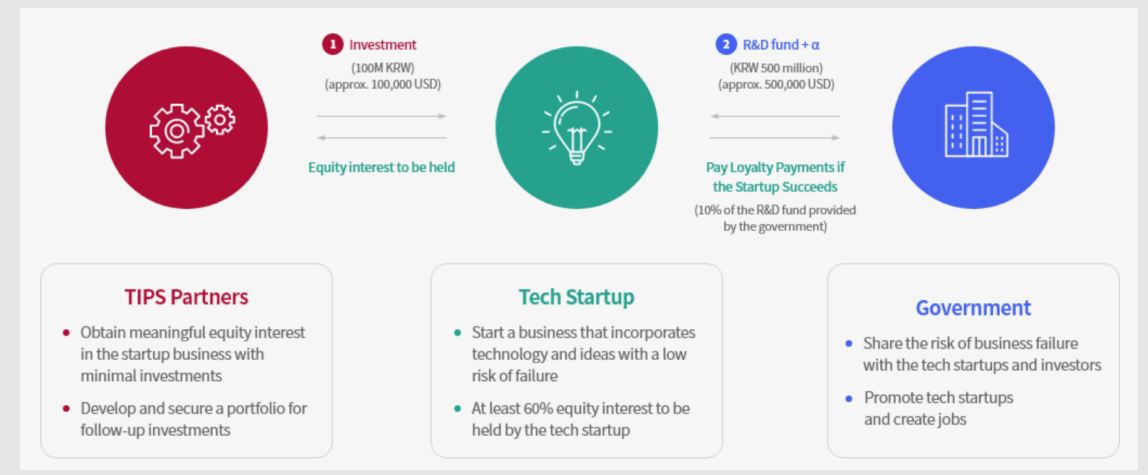 1 Investment
(100M KRW)
(approx. 100,000 USD)
Equity interest to be held
2 R&D fund + α
(KRW 500 million)
(approx. 500,000 USD)
Pay Loyalty Payments if
the Startup Succeeds
(10% of the R&D fund provided
by the government)
TIPS Partners
• Obtain meaningful equity interest
in the startup business with
minimal investments
• Develop and secure a portfolio for
follow-up investments
Tech Startup
• Start a business that incorporates
technology and ideas with a low
risk of failure
• At least 60% equity interest to be
held by the tech startup
Government
• Share the risk of business failure
with the tech startups and investors
• Promote tech startups
and create jobs